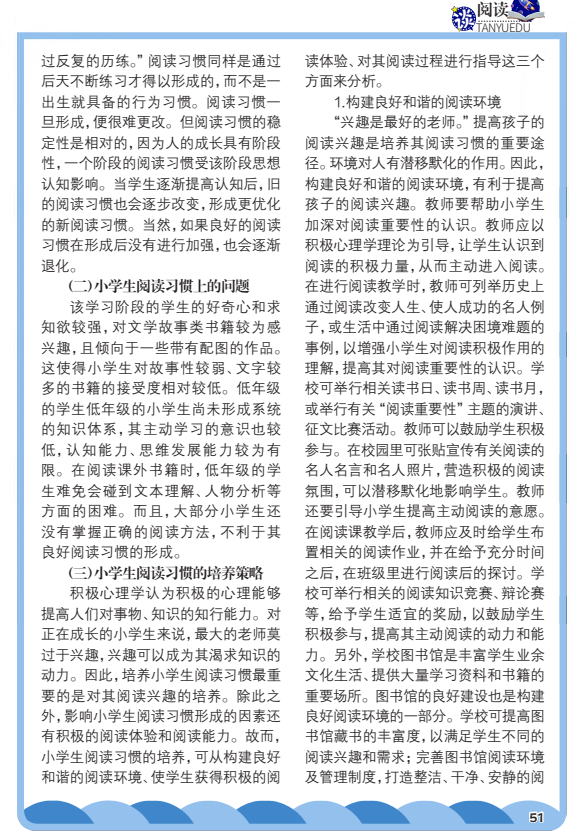 阅读
TANYUEDU
过反复的历练。”阅读习惯同样是通过
后天不断练习才得以形成的，而不是一
出生就具备的行为习惯。阅读习惯一
旦形成，便很难更改。但阅读习惯的稳
定性是相对的，因为人的成长具有阶段
性，一个阶段的阅读习惯受该阶段思想
认知影响。当学生逐渐提高认知后，旧
的阅读习惯也会逐步改变，形成更优化
的新阅读习惯。当然，如果良好的阅读
习惯在形成后没有进行加强，也会逐渐
退化。
（二）小学生阅读习惯上的问题
该学习阶段的学生的好奇心和求
知欲较强，对文学故事类书籍较为感
兴趣，且倾向于一些带有配图的作品。
这使得小学生对故事性较弱、文字较
多的书籍的接受度相对较低。低年级
的学生低年级的小学生尚未形成系统
的知识体系，其主动学习的意识也较
低，认知能力、思维发展能力较为有
限。在阅读课外书籍时，低年级的学
生难免会碰到文本理解、人物分析等
方面的困难。而且，大部分小学生还
没有掌握正确的阅读方法，不利于其
良好阅读习惯的形成。
（三）小学生阅读习惯的培养策略
积极心理学认为积极的心理能够
提高人们对事物、知识的知行能力。对
正在成长的小学生来说，最大的老师莫
过于兴趣，兴趣可以成为其渴求知识的
动力。因此，培养小学生阅读习惯最重
要的是对其阅读兴趣的培养。除此之
外，影响小学生阅读习惯形成的因素还
有积极的阅读体验和阅读能力。故而，
小学生阅读习惯的培养，可从构建良好
和谐的阅读环境、使学生获得积极的阅
读体验、对其阅读过程进行指导这三个
方面来分析。
1.构建良好和谐的阅读环境
“兴趣是最好的老师。”提高孩子的
阅读兴趣是培养其阅读习惯的重要途
径。环境对人有潜移默化的作用。因此，
构建良好和谐的阅读环境，有利于提高
孩子的阅读兴趣。教师要帮助小学生
加深对阅读重要性的认识。教师应以
积极心理学理论为引导，让学生认识到
阅读的积极力量，从而主动进入阅读。
在进行阅读教学时，教师可列举历史上
通过阅读改变人生、使人成功的名人例
子，或生活中通过阅读解决困境难题的
事例，以增强小学生对阅读积极作用的
理解，提高其对阅读重要性的认识。学
校可举行相关读书日、读书周、读书月，
或举行有关“阅读重要性”主题的演讲、
征文比赛活动。教师可以鼓励学生积极
参与。在校园里可张贴宣传有关阅读的
名人名言和名人照片，营造积极的阅读
氛围，可以潜移默化地影响学生。教师
还要引导小学生提高主动阅读的意愿。
在阅读课教学后，教师应及时给学生布
置相关的阅读作业，并在给予充分时间
之后，在班级里进行阅读后的探讨。学
校可举行相关的阅读知识竞赛、辩论赛
等，给予学生适宜的奖励，以鼓励学生
积极参与，提高其主动阅读的动力和能
力。另外，学校图书馆是丰富学生业余
文化生活、提供大量学习资料和书籍的
重要场所。图书馆的良好建设也是构建
良好阅读环境的一部分。学校可提高图
书馆藏书的丰富度，以满足学生不同的
阅读兴趣和需求；完善图书馆阅读环境
及管理制度，打造整洁、干净、安静的阅
51